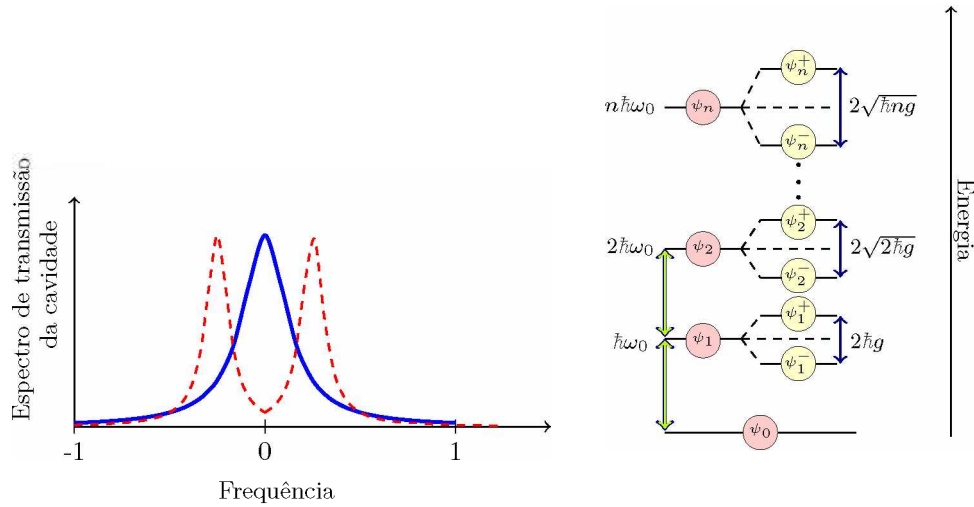 Espectro de transmissão
da cavidade
-1
0
1
Frequência
nℏω₀
ψₙ
ψₙ⁺
ψₙ⁻
2√ℏng
2ℏω₀
ψ₂
ψ₂⁺
ψ₂⁻
2√2ℏg
ℏω₀
ψ₁
ψ₁⁺
ψ₁⁻
2ℏg
ψ₀
Energia